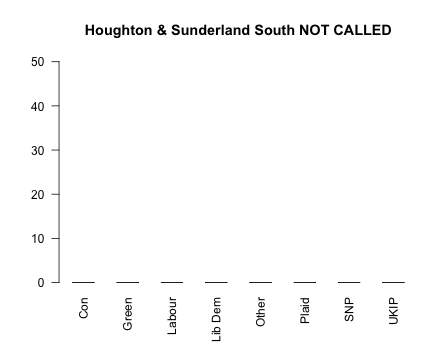 Houghton & Sunderland South NOT CALLED
50
40
30
20
10
0
Con
Green
Labour
Lib Dem
Other
Plaid
SNP
UKIP